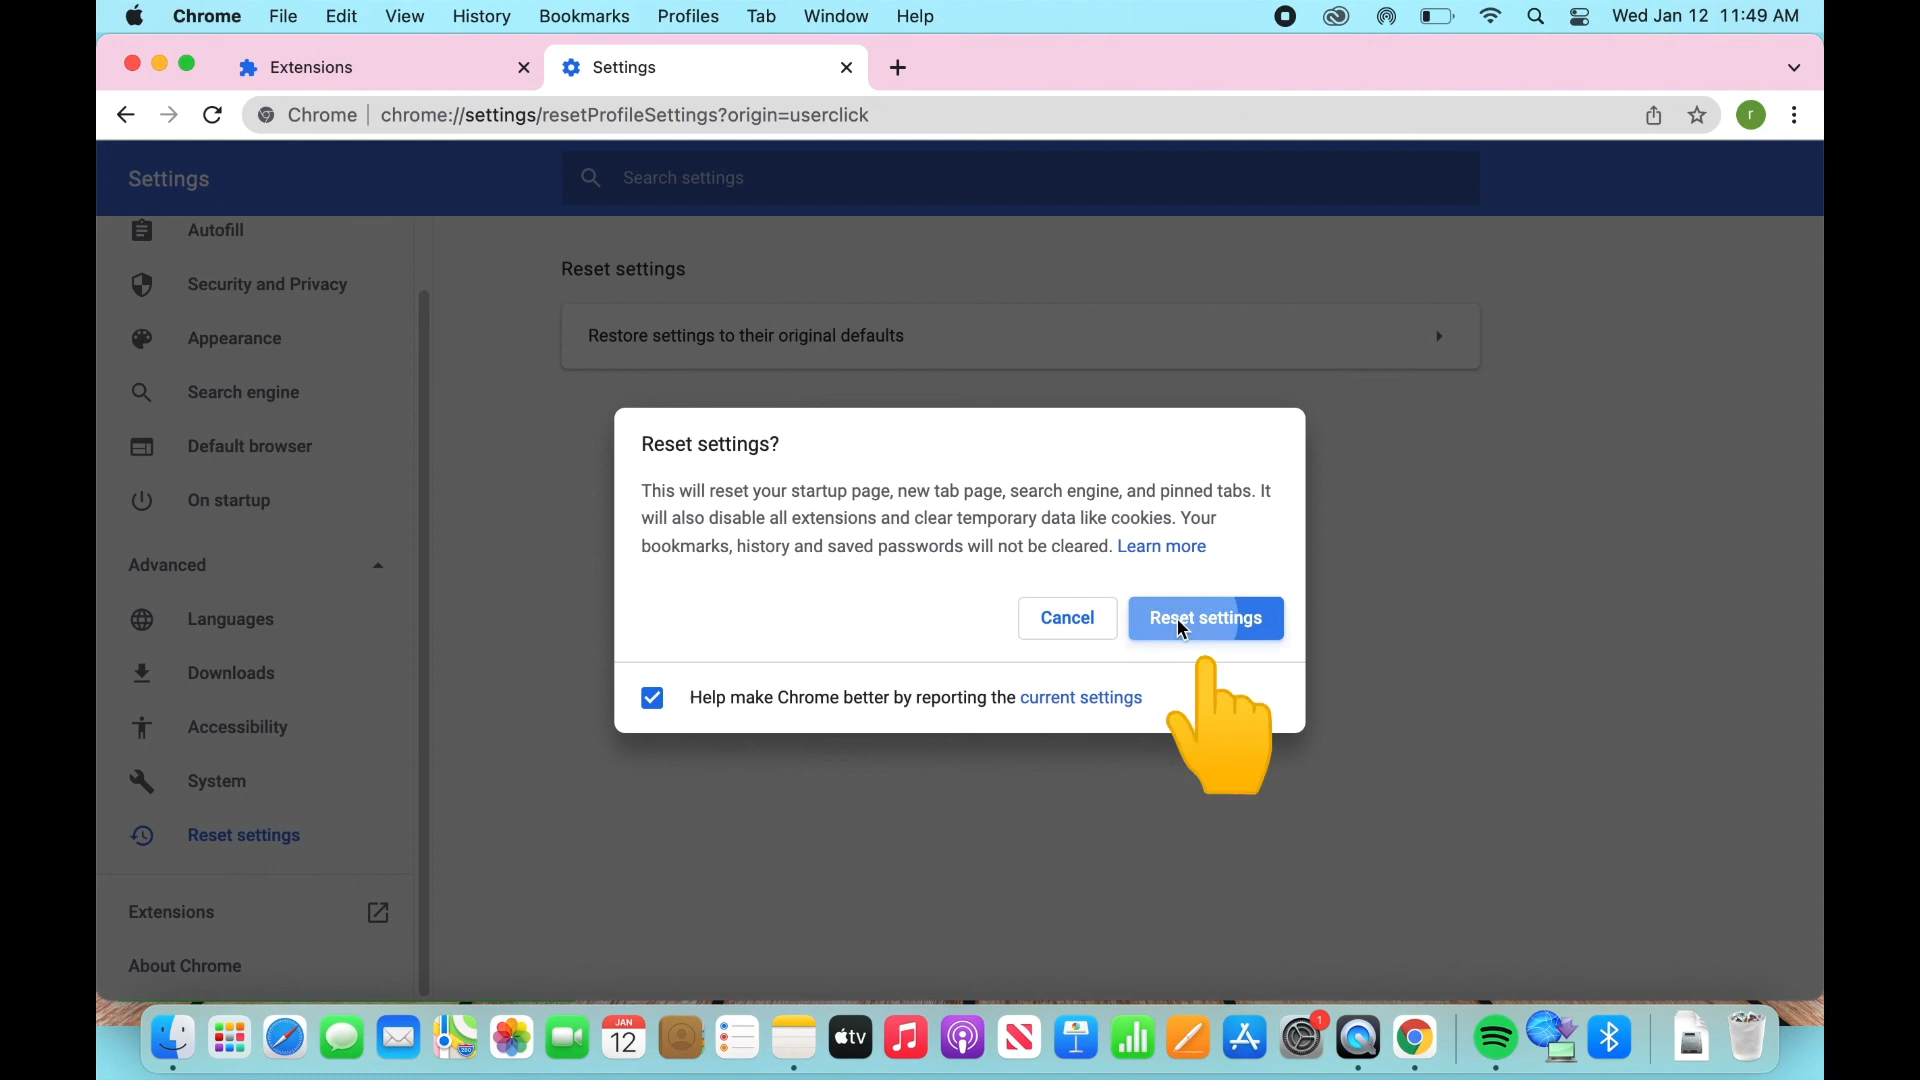 Chrome File Edit View History Bookmarks Profiles Tab Window Help Wed Jan 12 11:49 AM
Extensions Settings
Chrome chrome://settings/resetProfileSettings?origin=userclick r
Settings Search settings
Autofill
Security and Privacy
Appearance
Search engine
Default browser
On startup
Advanced
Languages
Downloads
Accessibility
System
Reset settings
Extensions
About Chrome
Reset settings
Restore settings to their original defaults
Reset settings?
This will reset your startup page, new tab page, search engine, and pinned tabs. It
will also disable all extensions and clear temporary data like cookies. Your
bookmarks, history and saved passwords will not be cleared. Learn more
Cancel Reset settings
Help make Chrome better by reporting the current settings
JAN
12
tv
1